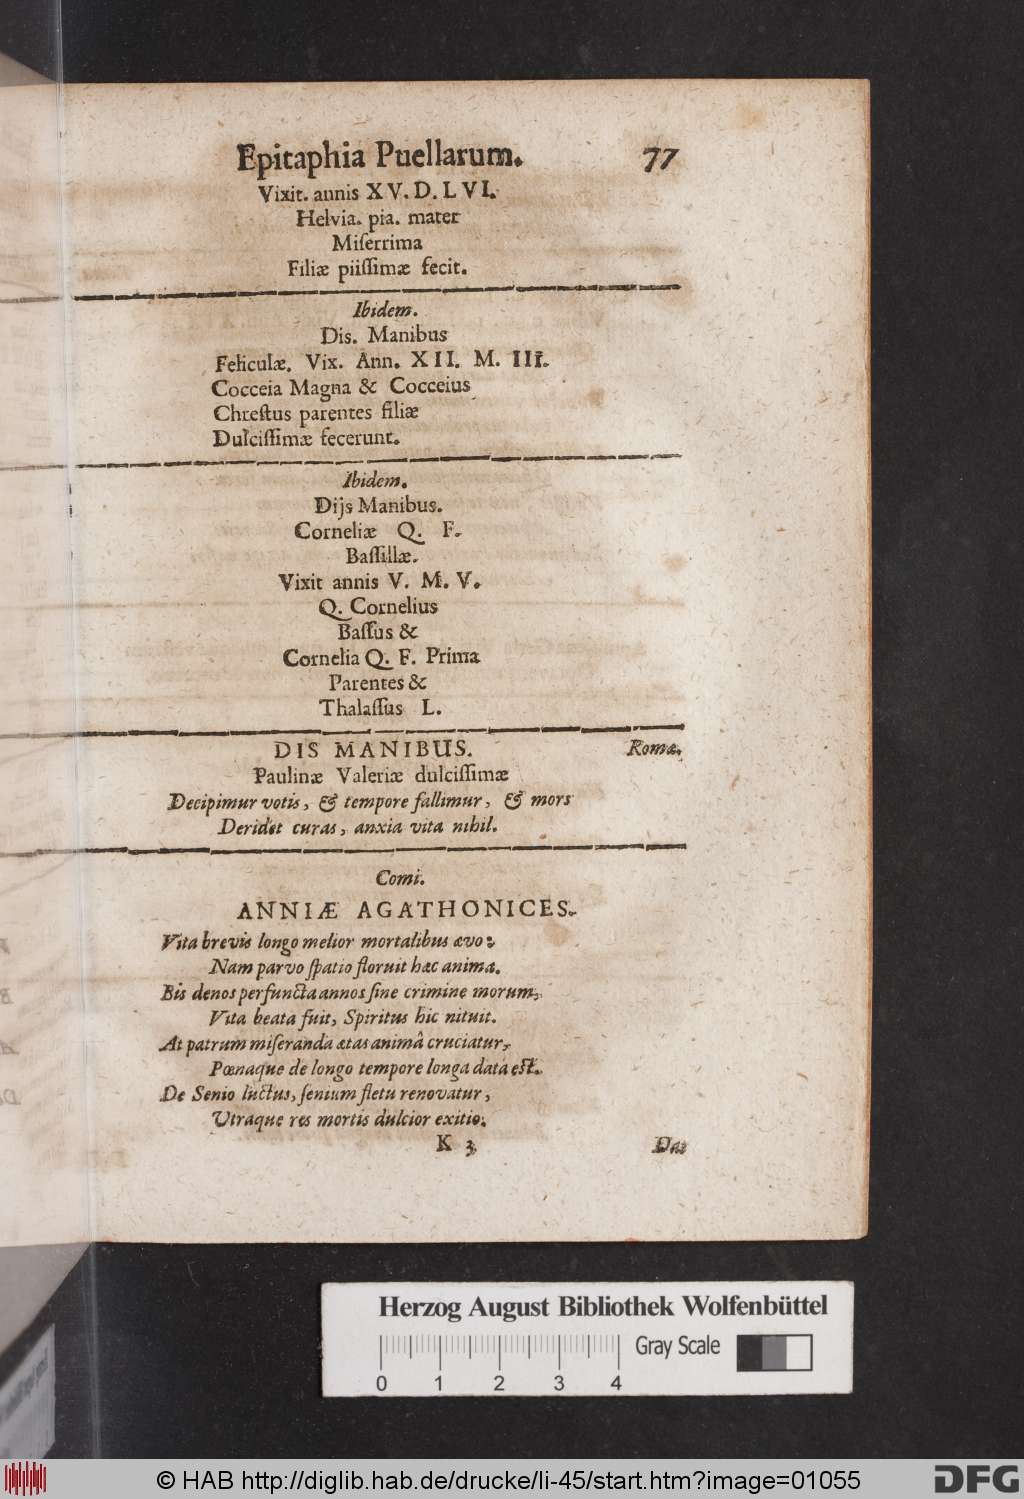 Epitaphia Puellarum. 77
Vixit. annis XV. D. LVI.
Helvia. pia. mater
Miſerrima
Filiæ piiſſimæ fecit.
Ibidem.
Dis. Manibus
Feliculæ. Vix. Ann. XII. M. III.
Cocceia Magna & Cocceius
Chreſtus parentes filiæ
Dulciſſimæ fecerunt.
Ibidem.
Dijs Manibus.
Corneliæ Q. F.
Baſſillæ.
Vixit annis V. M. V.
Q. Cornelius
Baſſus &
Cornelia Q. F. Prima
Parentes &
Thalaſſus L.
DIS MANIBUS. Romæ.
Paulinæ Valeriæ dulciſſimæ
Decipimur votis, & tempore fallimur, & mors
Deridet curas, anxia vita nihil.
Comi.
ANNIÆ AGATHONICES.
Vita brevis longo melior mortalibus ævo:
Nam parvo ſpatio floruit hæc anima.
Bis denos perfuncta annos ſine crimine morum,
Vita beata fuit, Spiritus hic nituit.
At patrum miſeranda ætas animâ cruciatur,
Pœnaque de longo tempore longa data eſt.
De Senio luctus, ſenium fletu renovatur,
Utraque res mortis dulcior exitio.
K 3
Herzog August Bibliothek Wolfenbüttel
Gray Scale
0 1 2 3 4
© HAB http://diglib.hab.de/drucke/li-45/start.htm?image=01055
DFG